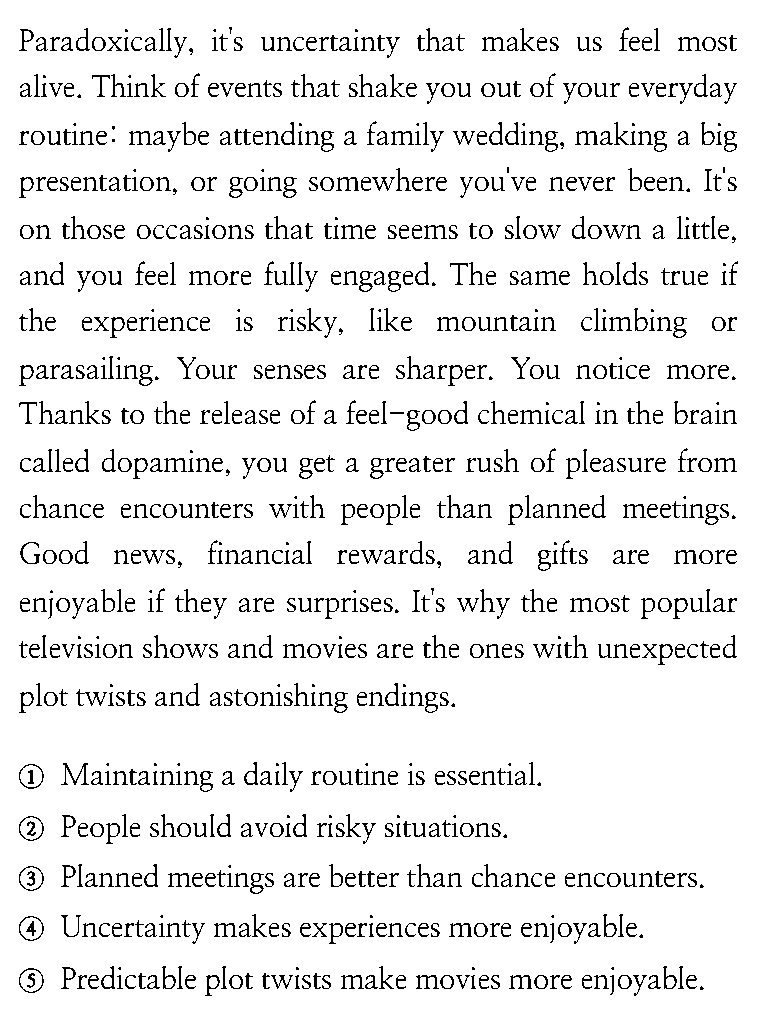 Paradoxically, it's uncertainty that makes us feel most
alive. Think of events that shake you out of your everyday
routine: maybe attending a family wedding, making a big
presentation, or going somewhere you've never been. It's
on those occasions that time seems to slow down a little,
and you feel more fully engaged. The same holds true if
the experience is risky, like mountain climbing or
parasailing. Your senses are sharper. You notice more.
Thanks to the release of a feel-good chemical in the brain
called dopamine, you get a greater rush of pleasure from
chance encounters with people than planned meetings.
Good news, financial rewards, and gifts are more
enjoyable if they are surprises. It's why the most popular
television shows and movies are the ones with unexpected
plot twists and astonishing endings.
① Maintaining a daily routine is essential.
② People should avoid risky situations.
③ Planned meetings are better than chance encounters.
④ Uncertainty makes experiences more enjoyable.
⑤ Predictable plot twists make movies more enjoyable.